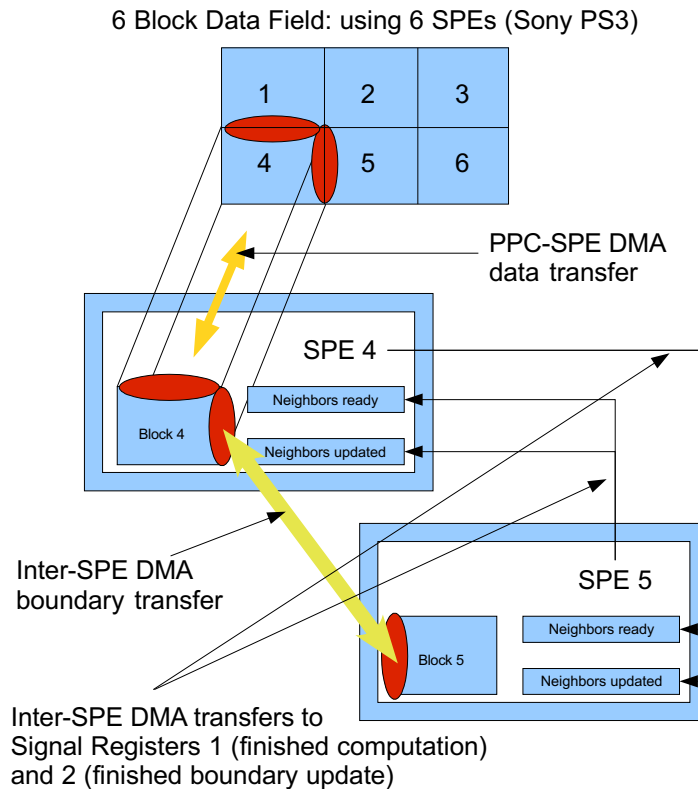 6 Block Data Field: using 6 SPEs (Sony PS3)
1
2
3
4
5
6
PPC-SPE DMA
data transfer
SPE 4
Neighbors ready
Block 4
Neighbors updated
Inter-SPE DMA
boundary transfer
SPE 5
Neighbors ready
Block 5
Neighbors updated
Inter-SPE DMA transfers to
Signal Registers 1 (finished computation)
and 2 (finished boundary update)